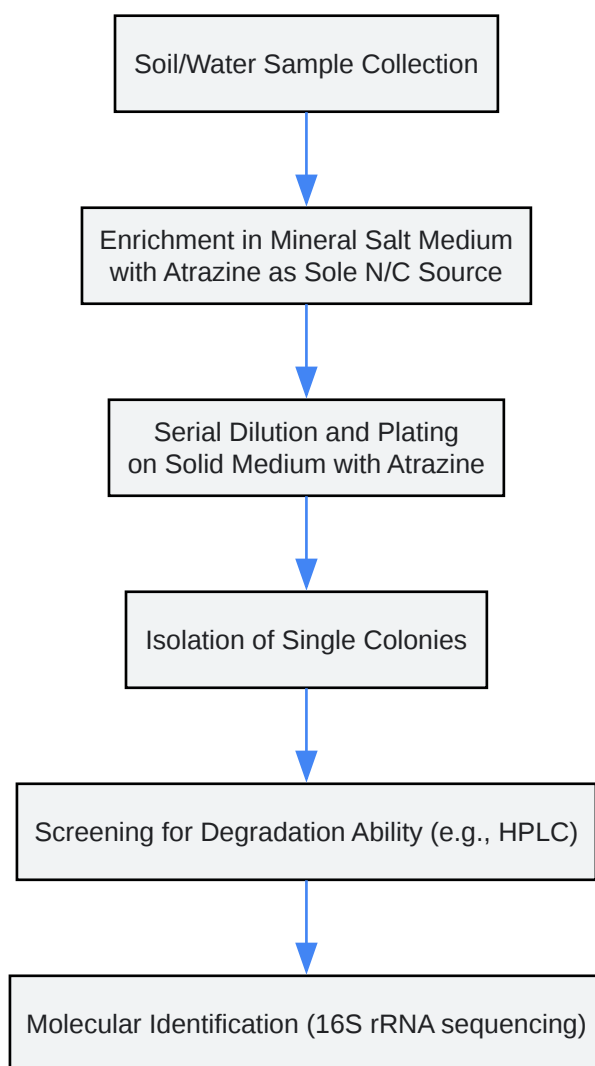 Soil/Water Sample Collection
Enrichment in Mineral Salt Medium
with Atrazine as Sole N/C Source
Serial Dilution and Plating
on Solid Medium with Atrazine
Isolation of Single Colonies
Screening for Degradation Ability (e.g., HPLC)
Molecular Identification (16S rRNA sequencing)